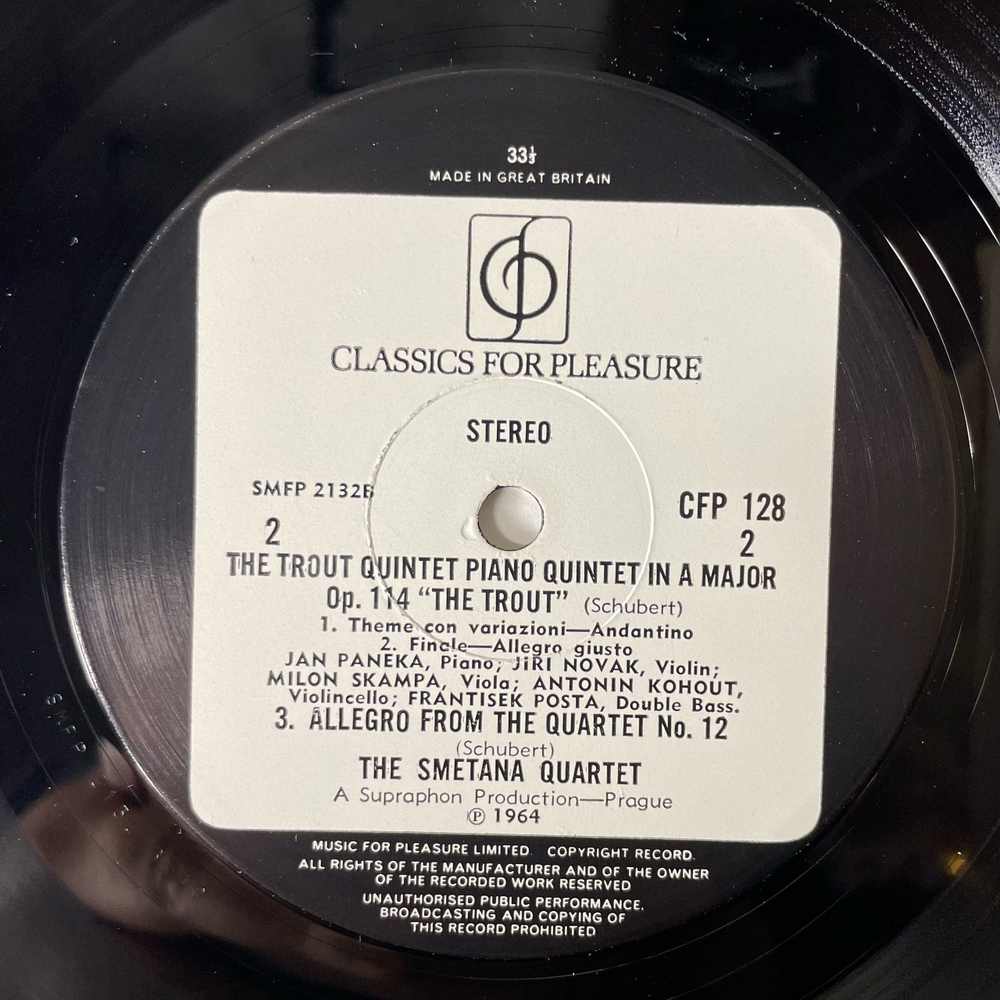 33⅓
MADE IN GREAT BRITAIN
CLASSICS FOR PLEASURE
STEREO
SMFP 2132B
CFP 128
2
2
THE TROUT QUINTET PIANO QUINTET IN A MAJOR
Op. 114 “THE TROUT” (Schubert)
1. Theme con variazioni—Andantino
2. Finale—Allegro giusto
JAN PANEKA, Piano; JiRI NOVAK, Violin;
MILON SKAMPA, Viola; ANTONIN KOHOUT,
Violincello; FRANTISEK POSTA, Double Bass.
3. ALLEGRO FROM THE QUARTET No. 12
(Schubert)
THE SMETANA QUARTET
A Supraphon Production—Prague
℗ 1964
MUSIC FOR PLEASURE LIMITED. COPYRIGHT RECORD.
ALL RIGHTS OF THE MANUFACTURER AND OF THE OWNER
OF THE RECORDED WORK RESERVED
UNAUTHORISED PUBLIC PERFORMANCE.
BROADCASTING AND COPYING OF
THIS RECORD PROHIBITED
SMFP